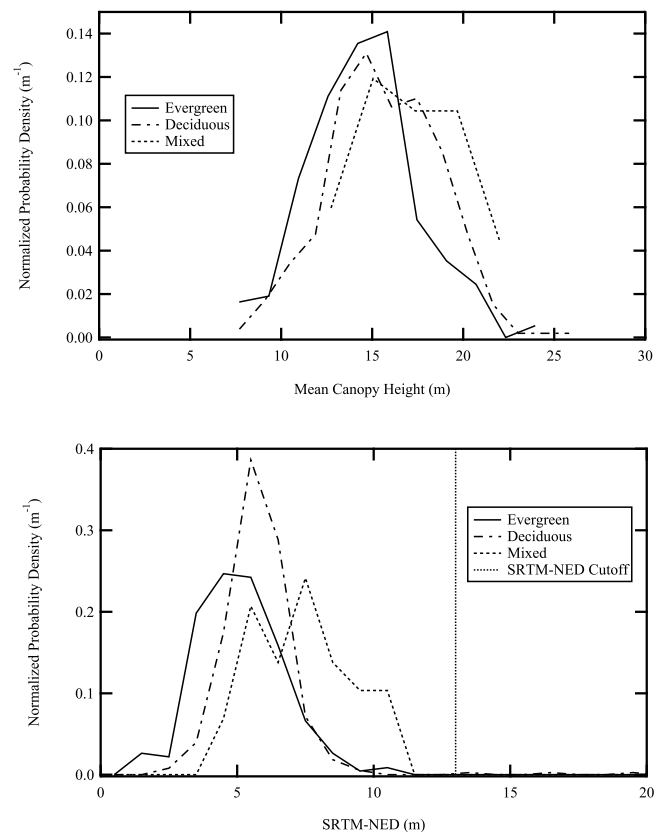 0.14
0.12
0.10
0.08
0.06
0.04
0.02
0.00
Normalized Probability Density (m⁻¹)
Evergreen
Deciduous
Mixed
0 5 10 15 20 25 30
Mean Canopy Height (m)
0.4
0.3
0.2
0.1
0.0
Normalized Probability Density (m⁻¹)
Evergreen
Deciduous
Mixed
SRTM-NED Cutoff
0 5 10 15 20
SRTM-NED (m)